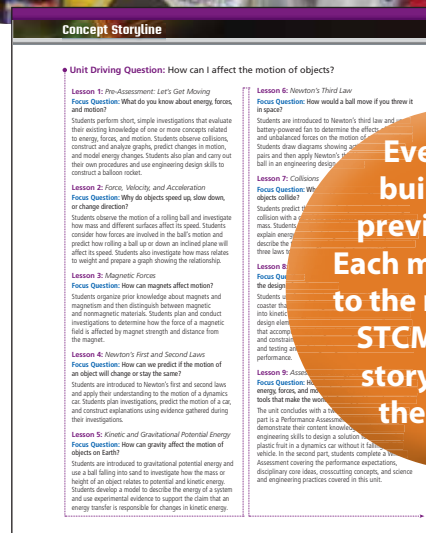 Concept Storyline
• Unit Driving Question: How can I affect the motion of objects?
Lesson 1: Pre-Assessment: Let's Get Moving
Focus Question: What do you know about energy, forces,
and motion?
Students perform short, simple investigations that evaluate
their existing knowledge of one or more concepts related
to energy, forces, and motion. Students observe collisions,
construct and analyze graphs, predict changes in motion,
and model energy changes. Students also plan and carry out
their own procedures and use engineering design skills to
construct a balloon rocket.
Lesson 2: Force, Velocity, and Acceleration
Focus Question: Why do objects speed up, slow down,
or change direction?
Students observe the motion of a rolling ball and investigate
how mass and different surfaces affect its speed. Students
consider how forces are involved in the ball's motion and
predict how rolling a ball up or down an inclined plane will
affect its speed. Students also investigate how mass relates
to weight and prepare a graph showing the relationship.
Lesson 3: Magnetic Forces
Focus Question: How can magnets affect motion?
Students organize prior knowledge about magnets and
magnetism and then distinguish between magnetic
and nonmagnetic materials. Students plan and conduct
investigations to determine how the force of a magnetic
field is affected by magnet strength and distance from
the magnet.
Lesson 4: Newton's First and Second Laws
Focus Question: How can we predict if the motion of
an object will change or stay the same?
Students are introduced to Newton's first and second laws
and apply their understanding to the motion of a dynamics
car. Students plan investigations, predict the motion of a car,
and construct explanations using evidence gathered during
their investigations.
Lesson 5: Kinetic and Gravitational Potential Energy
Focus Question: How can gravity affect the motion of
objects on Earth?
Students are introduced to gravitational potential energy and
use a ball falling into sand to investigate how the mass or
height of an object relates to potential and kinetic energy.
Students develop a model to describe the energy of a system
and use experimental evidence to support the claim that an
energy transfer is responsible for changes in kinetic energy.
Lesson 6: Newton's Third Law
Focus Question: How would a ball move if you threw it
in space?
Students are introduced to Newton's third law and
battery-powered fan to determine the effects
and unbalanced forces on the motion of
Students draw diagrams showing
pairs and then apply Newton's
ball in an engineering design
Lesson 7: Collisions
Focus Question:
objects collide?
Students predict
collision with a
mass. Students
explain energy
describe the
three laws to
Lesson 8:
Focus
the design
Students
coaster tha
into kinetic
design elem
that accomp
and constrain
and testing an
performance.
Lesson 9:
Focus Question:
energy, forces, and mo
tools that make the wor
The unit concludes with a tw
part is a Performance Assessmen
demonstrate their content knowledg
engineering skills to design a solution
plastic fruit in a dynamics car without it
vehicle. In the second part, students complete a
Assessment covering the performance expectations,
disciplinary core ideas, crosscutting concepts, and science
and engineering practices covered in this unit.
Eve
bui
previ
Each m
to the
STCM
story
the